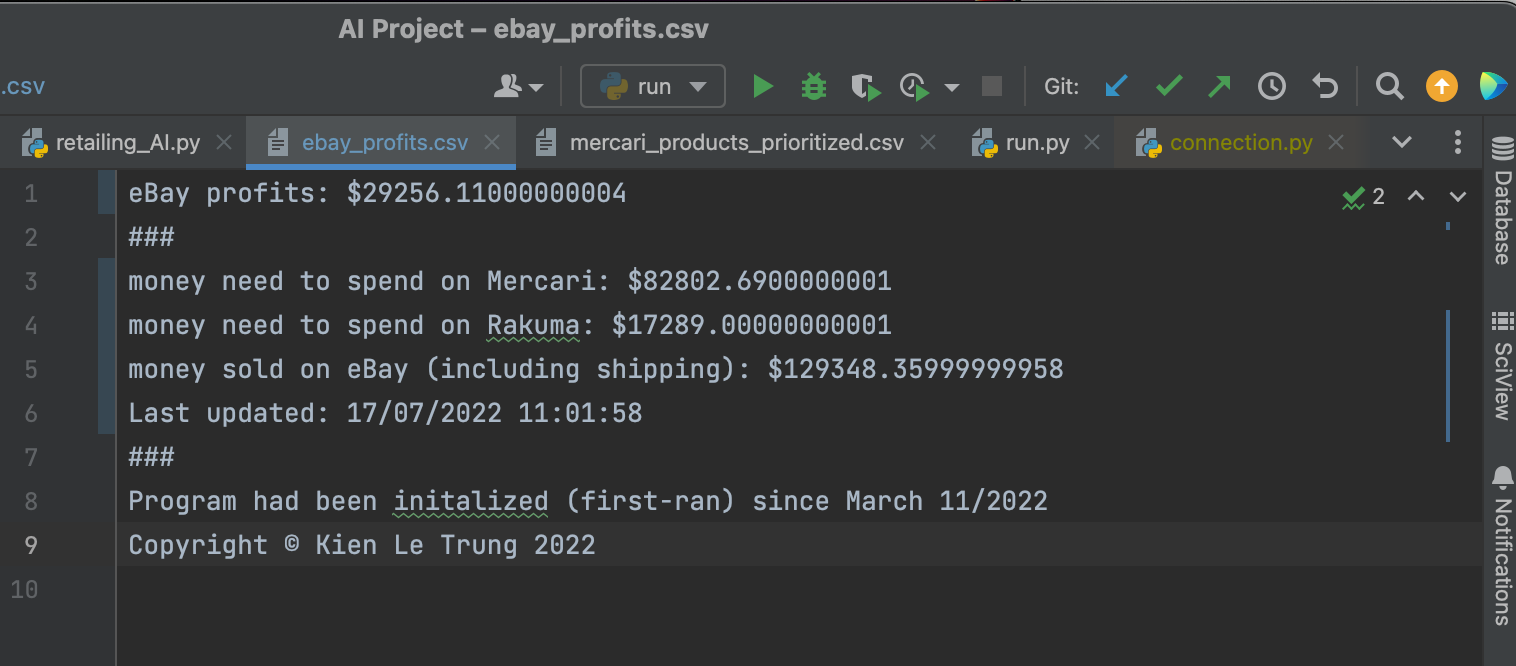 AI Project – ebay_profits.csv
.csv
run
Git:
retailing_AI.py
ebay_profits.csv
mercari_products_prioritized.csv
run.py
connection.py
1 eBay profits: $29256.11000000004
2
2 ###
3 money need to spend on Mercari: $82802.6900000001
4 money need to spend on Rakuma: $17289.00000000001
5 money sold on eBay (including shipping): $129348.35999999958
6 Last updated: 17/07/2022 11:01:58
7 ###
8 Program had been initalized (first-ran) since March 11/2022
9 Copyright © Kien Le Trung 2022
10
Database
SciView
Notifications